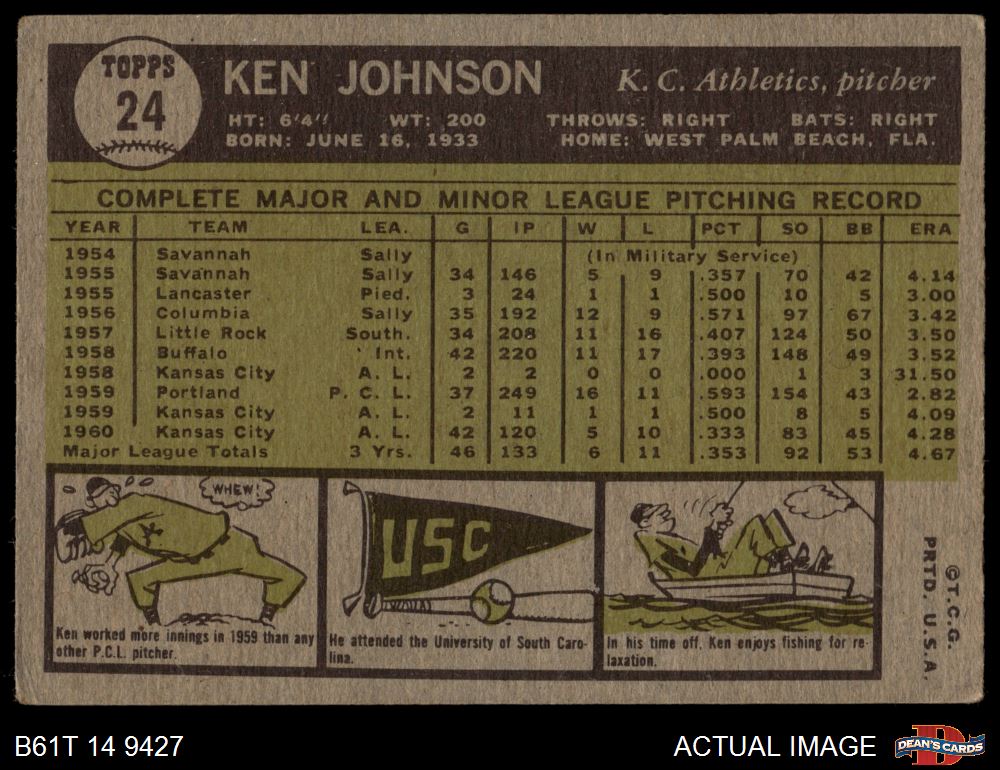 TOPPS
24
KEN JOHNSON
K. C. Athletics, pitcher
HT: 6'4" WT: 200 THROWS: RIGHT BATS: RIGHT
BORN: JUNE 16, 1933 HOME: WEST PALM BEACH, FLA.
COMPLETE MAJOR AND MINOR LEAGUE PITCHING RECORD
YEAR TEAM LEA. G IP W L PCT SO BB ERA
1954 Savannah Sally (In Military Service)
1955 Savannah Sally 34 146 5 9 .357 70 42 4.14
1955 Lancaster Pied. 3 24 1 1 .500 10 5 3.00
1956 Columbia Sally 35 192 12 9 .571 97 67 3.42
1957 Little Rock South. 34 208 11 16 .407 124 50 3.50
1958 Buffalo Int. 42 220 11 17 .393 148 49 3.52
1958 Kansas City A. L. 2 2 0 0 .000 1 3 31.50
1959 Portland P. C. L. 37 249 16 11 .593 154 43 2.82
1959 Kansas City A. L. 2 11 1 1 .500 8 5 4.09
1960 Kansas City A. L. 42 120 5 10 .333 83 45 4.28
Major League Totals 3 Yrs. 46 133 6 11 .353 92 53 4.67
WHEW!
Ken worked more innings in 1959 than any
other P.C.L. pitcher.
USC
He attended the University of South Caro-
lina.
In his time off, Ken enjoys fishing for re-
laxation.
© T.C.G.
PRTD. U.S.A.
B61T 14 9427
ACTUAL IMAGE
D
DEAN'S CARDS